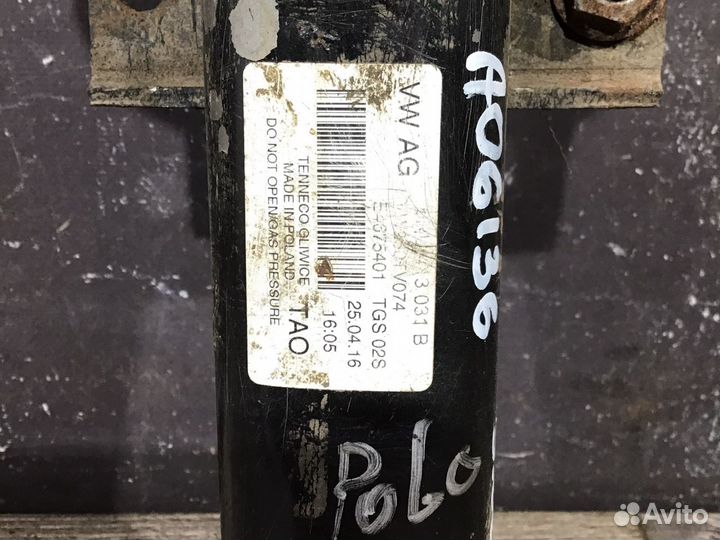 VW AG
3 031 B
V074
E4675401 TGS 02S
25.04.16
16:05
TENNECO GLIWICE TAO
MADE IN POLAND
DO NOT OPEN/GAS PRESSURE
A06136
Polo
Avito